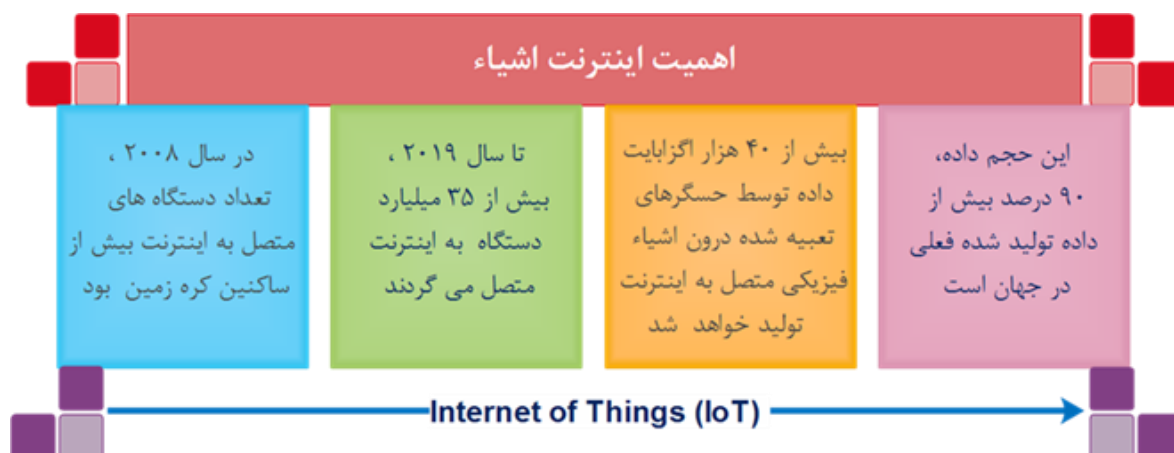 اهمیت اینترنت اشیاء
در سال ۲۰۰۸ ،
تعداد دستگاه های
متصل به اینترنت بیش از
ساکنین کره زمین بود
تا سال ۲۰۱۹ ،
بیش از ۳۵ میلیارد
دستگاه به اینترنت
متصل می گردند
بیش از ۴۰ هزار اگزابایت
داده توسط حسگرهای
تعبیه شده درون اشیاء
فیزیکی متصل به اینترنت
تولید خواهد شد
این حجم داده،
۹۰ درصد بیش از
داده تولید شده فعلی
در جهان است
Internet of Things (IoT)